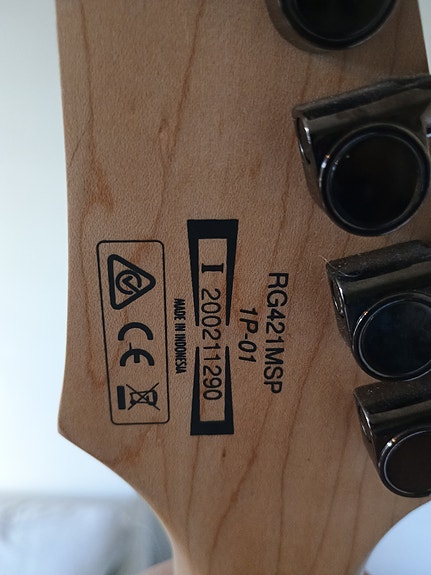 RG421MSP
1P-01
I 200211290
MADE IN INDONESIA
CE